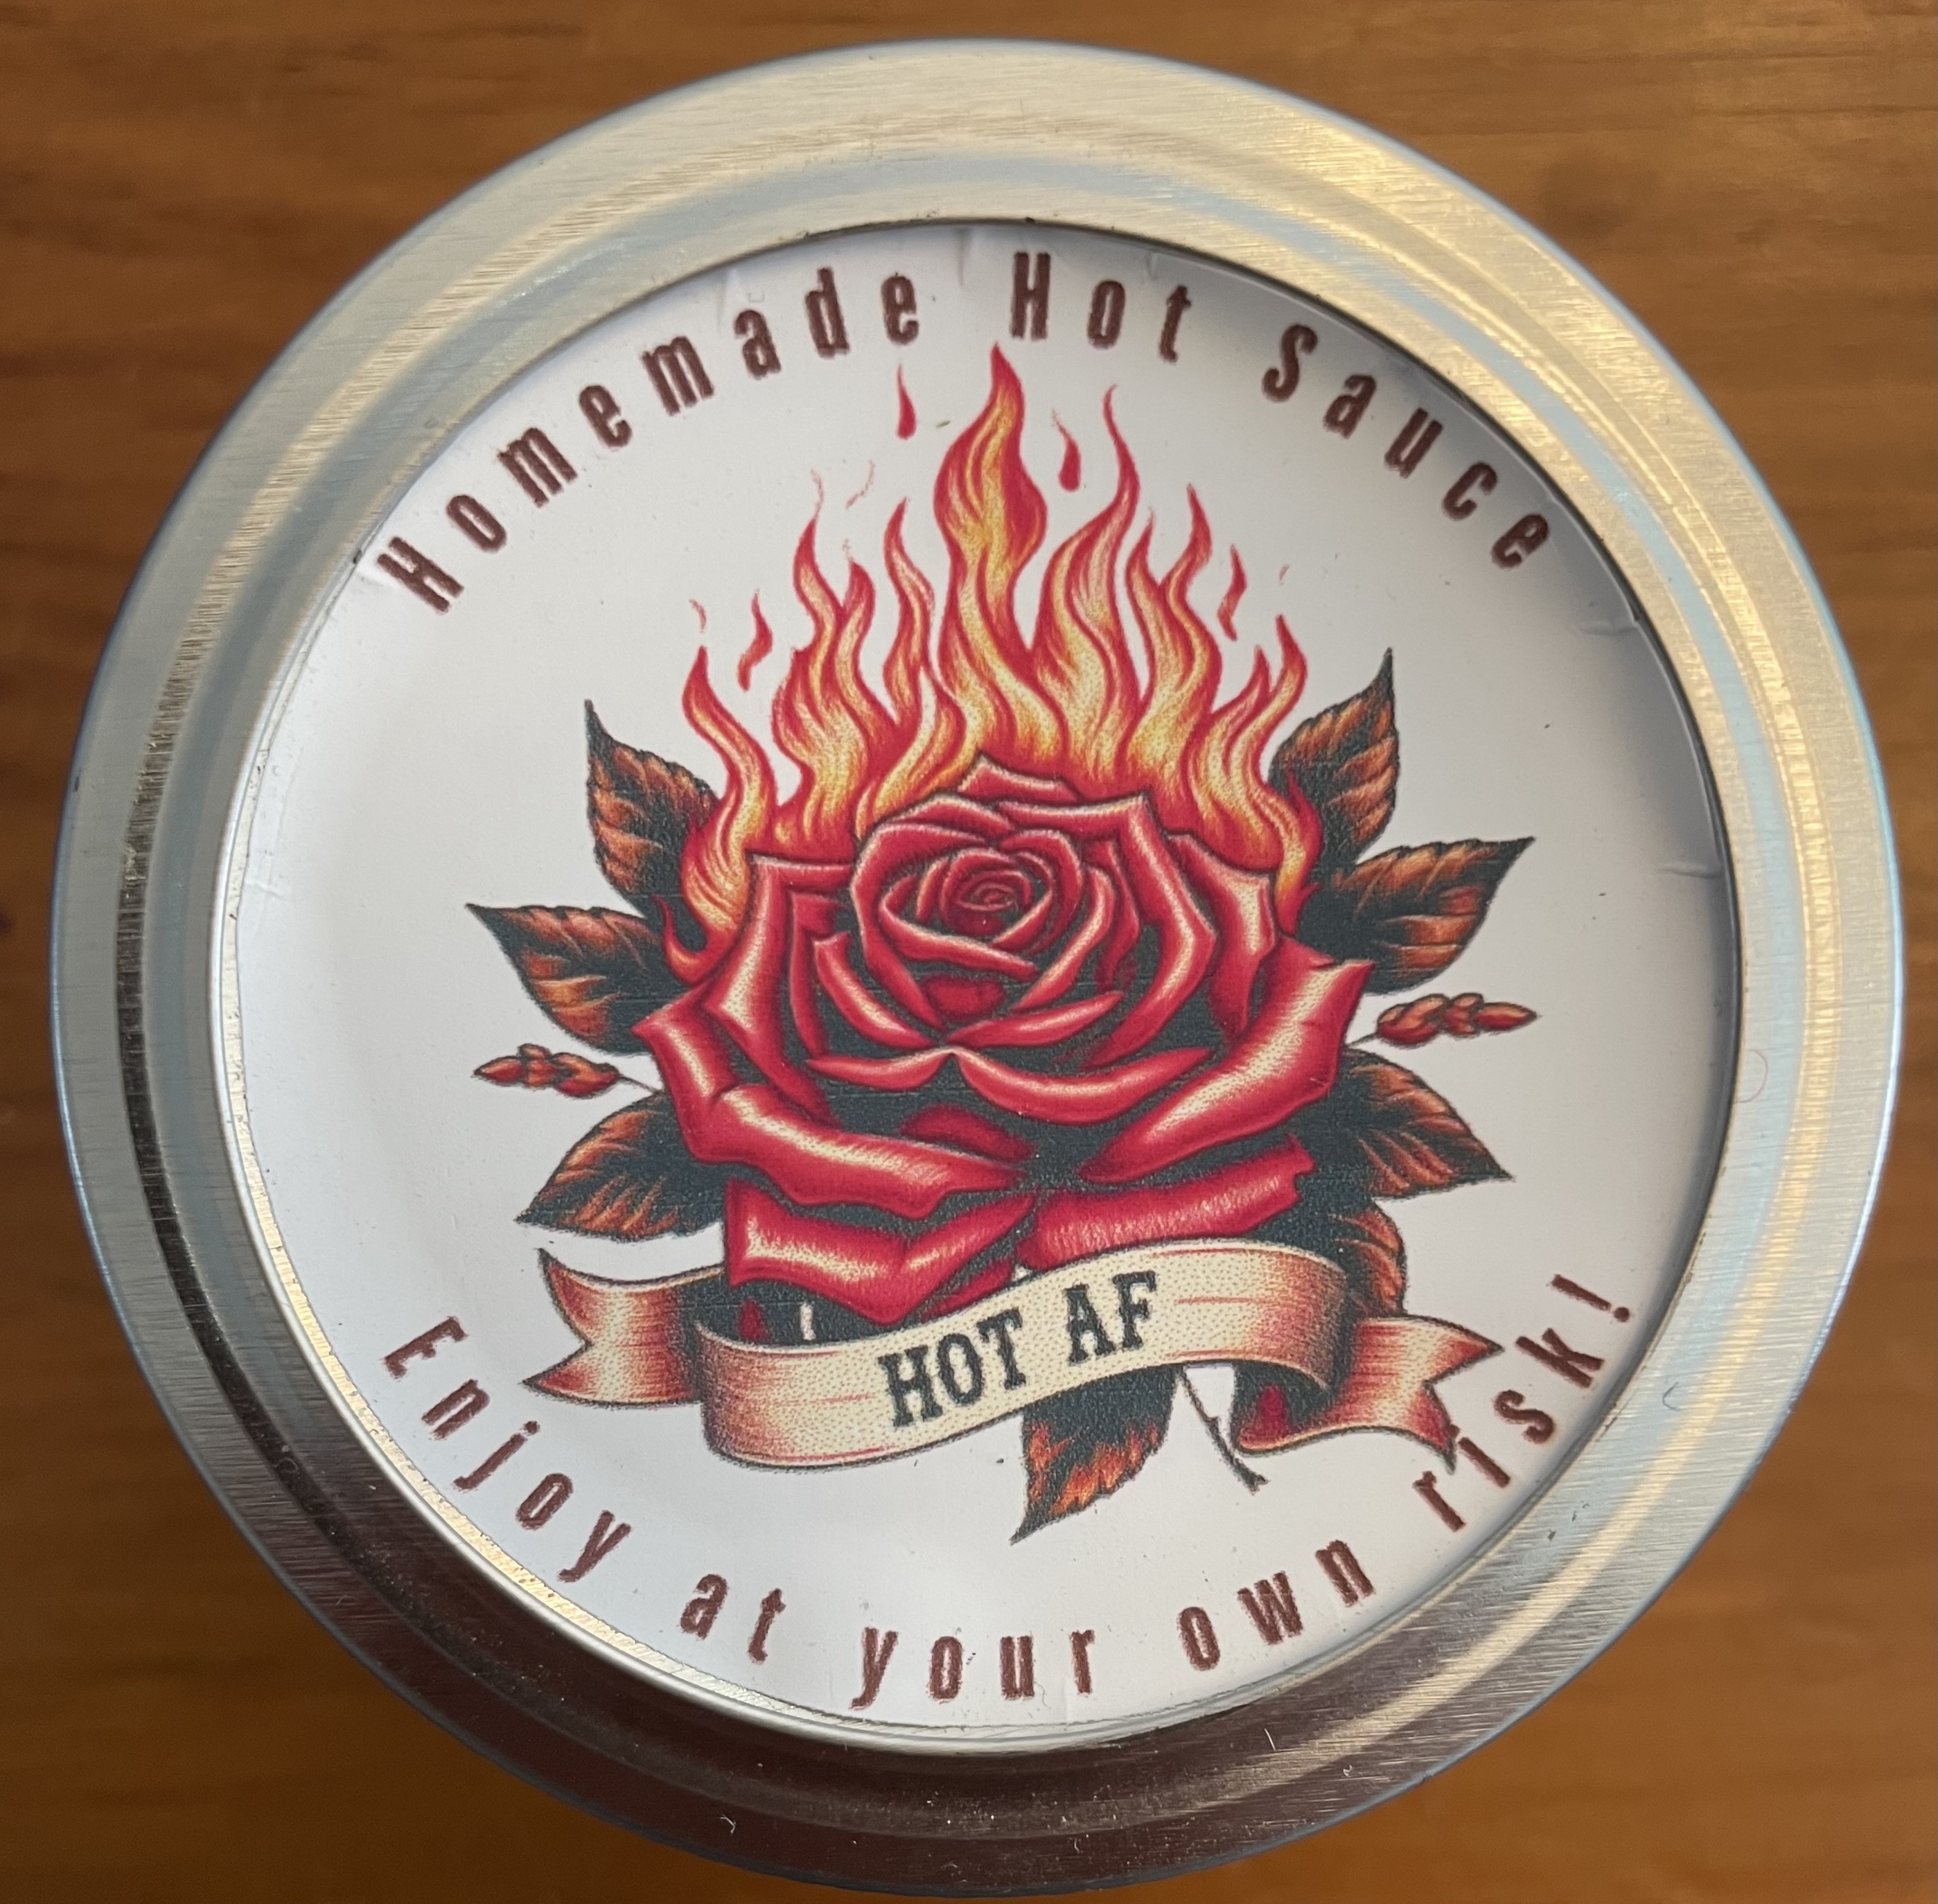 Homemade Hot Sauce
HOT AF
Enjoy at your own risk!